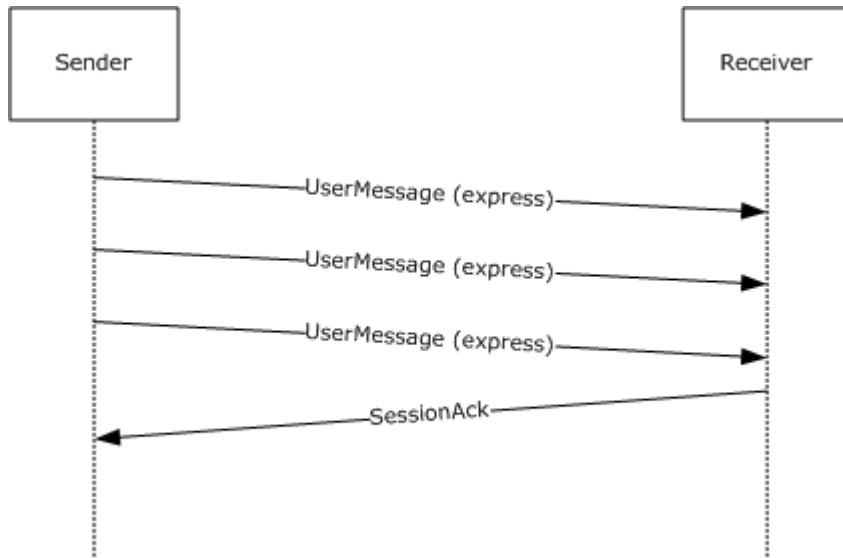 Sender
Receiver
UserMessage (express)
UserMessage (express)
UserMessage (express)
SessionAck